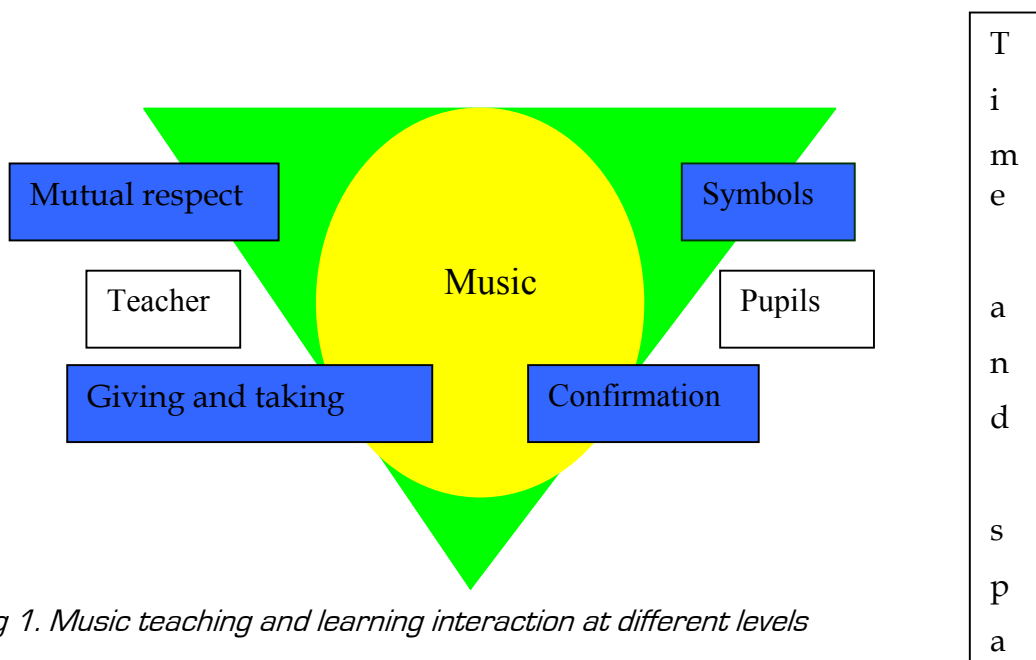 Mutual respect
Symbols
Music
Teacher
Pupils
Giving and taking
Confirmation
g 1. Music teaching and learning interaction at different levels
T
i
m
e
a
n
d
s
p
a